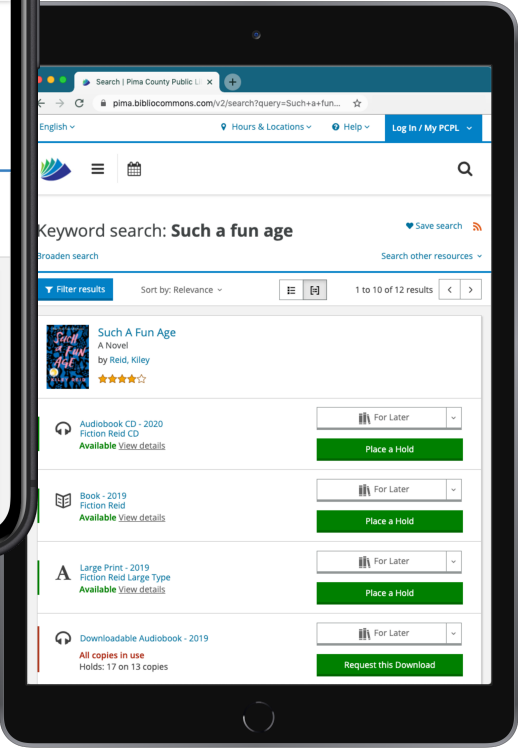 Search | Pima County Public Li
pima.bibliocommons.com/v2/search?query=Such+a+fun...
English
Hours & Locations
Help
Log In / My PCPL
Keyword search: Such a fun age
Save search
Broaden search
Search other resources
Filter results
Sort by: Relevance
1 to 10 of 12 results
Such
a Fun
Age
KILEY REID
Such A Fun Age
A Novel
by Reid, Kiley
Audiobook CD - 2020
Fiction Reid CD
Available View details
For Later
Place a Hold
Book - 2019
Fiction Reid
Available View details
For Later
Place a Hold
Large Print - 2019
Fiction Reid Large Type
Available View details
For Later
Place a Hold
Downloadable Audiobook - 2019
All copies in use
Holds: 17 on 13 copies
For Later
Request this Download